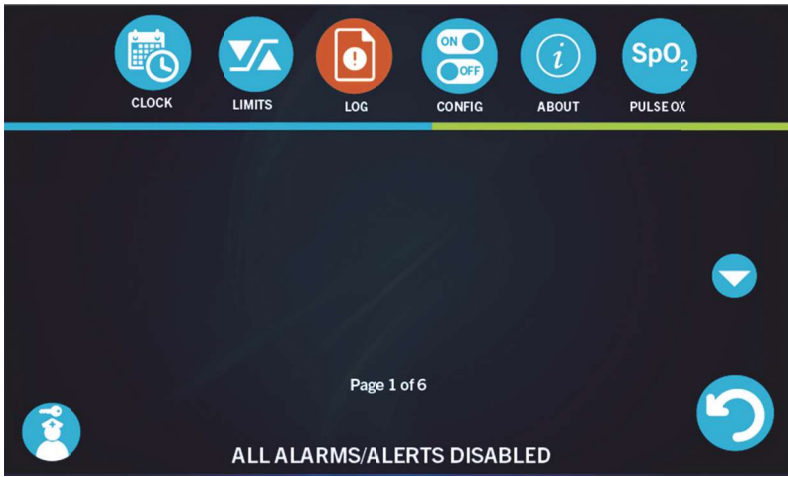 ON
OFF
i
SpO₂
CLOCK LIMITS LOG CONFIG ABOUT PULSE OX
Page 1 of 6
ALL ALARMS/ALERTS DISABLED